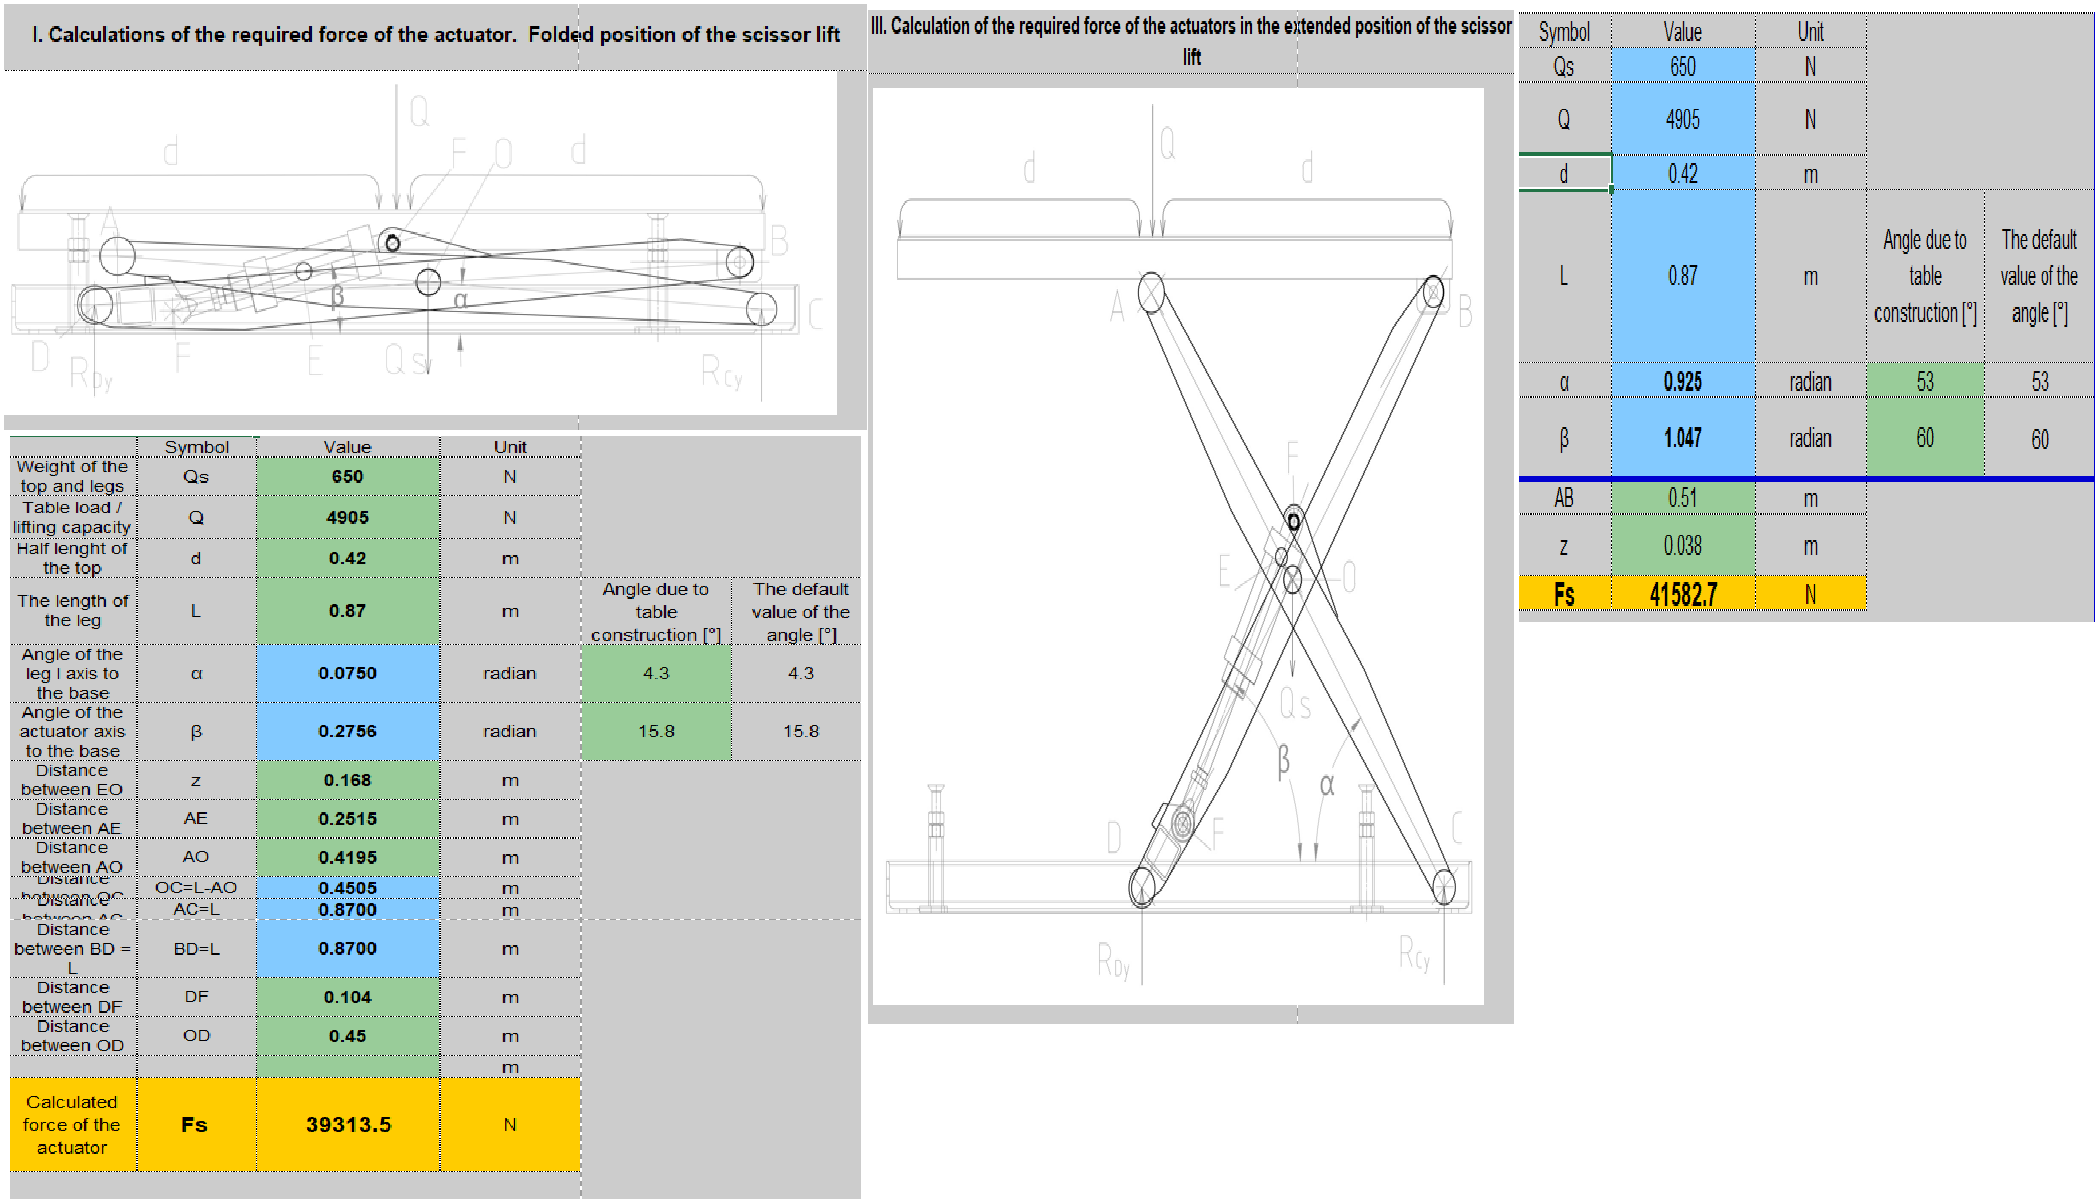 I. Calculations of the required force of the actuator. Folded position of the scissor lift
Q
d
F
O
d
A
B
β
α
D
F
E
Qs
C
RDy
RCy
Symbol
Value
Unit
Weight of the
top and legs
Qs
650
N
Table load /
lifting capacity
Q
4905
N
Half lenght of
the top
d
0.42
m
The length of
the leg
L
0.87
m
Angle due to
table
construction [°]
The default
value of the
angle [°]
Angle of the
leg I axis to
the base
α
0.0750
radian
4.3
4.3
Angle of the
actuator axis
to the base
β
0.2756
radian
15.8
15.8
Distance
between EO
z
0.168
m
Distance
between AE
AE
0.2515
m
Distance
between AO
AO
0.4195
m
Distance
between OC
OC=L-AO
0.4505
m
Distance
between AC
AC=L
0.8700
m
Distance
between BD =
L
BD=L
0.8700
m
Distance
between DF
DF
0.104
m
Distance
between OD
OD
0.45
m
m
Calculated
force of the
actuator
Fs
39313.5
N
III. Calculation of the required force of the actuators in the extended position of the scissor
lift
Q
d
d
A
B
F
E
O
Qs
β
α
D
F
C
RDy
RCy
Symbol
Value
Unit
Qs
650
N
Q
4905
N
d
0.42
m
L
0.87
m
Angle due to
table
construction [°]
The default
value of the
angle [°]
α
0.925
radian
53
53
β
1.047
radian
60
60
AB
0.51
m
z
0.038
m
Fs
41582.7
N